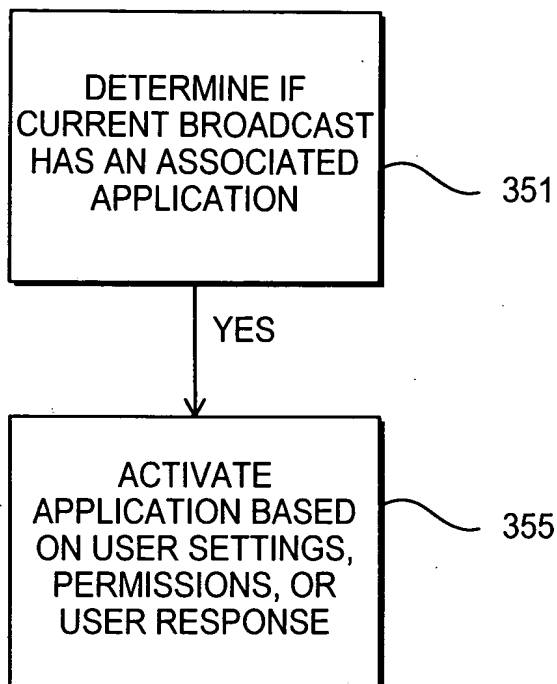 DETERMINE IF
CURRENT BROADCAST
HAS AN ASSOCIATED
APPLICATION
351
YES
ACTIVATE
APPLICATION BASED
ON USER SETTINGS,
PERMISSIONS, OR
USER RESPONSE
355